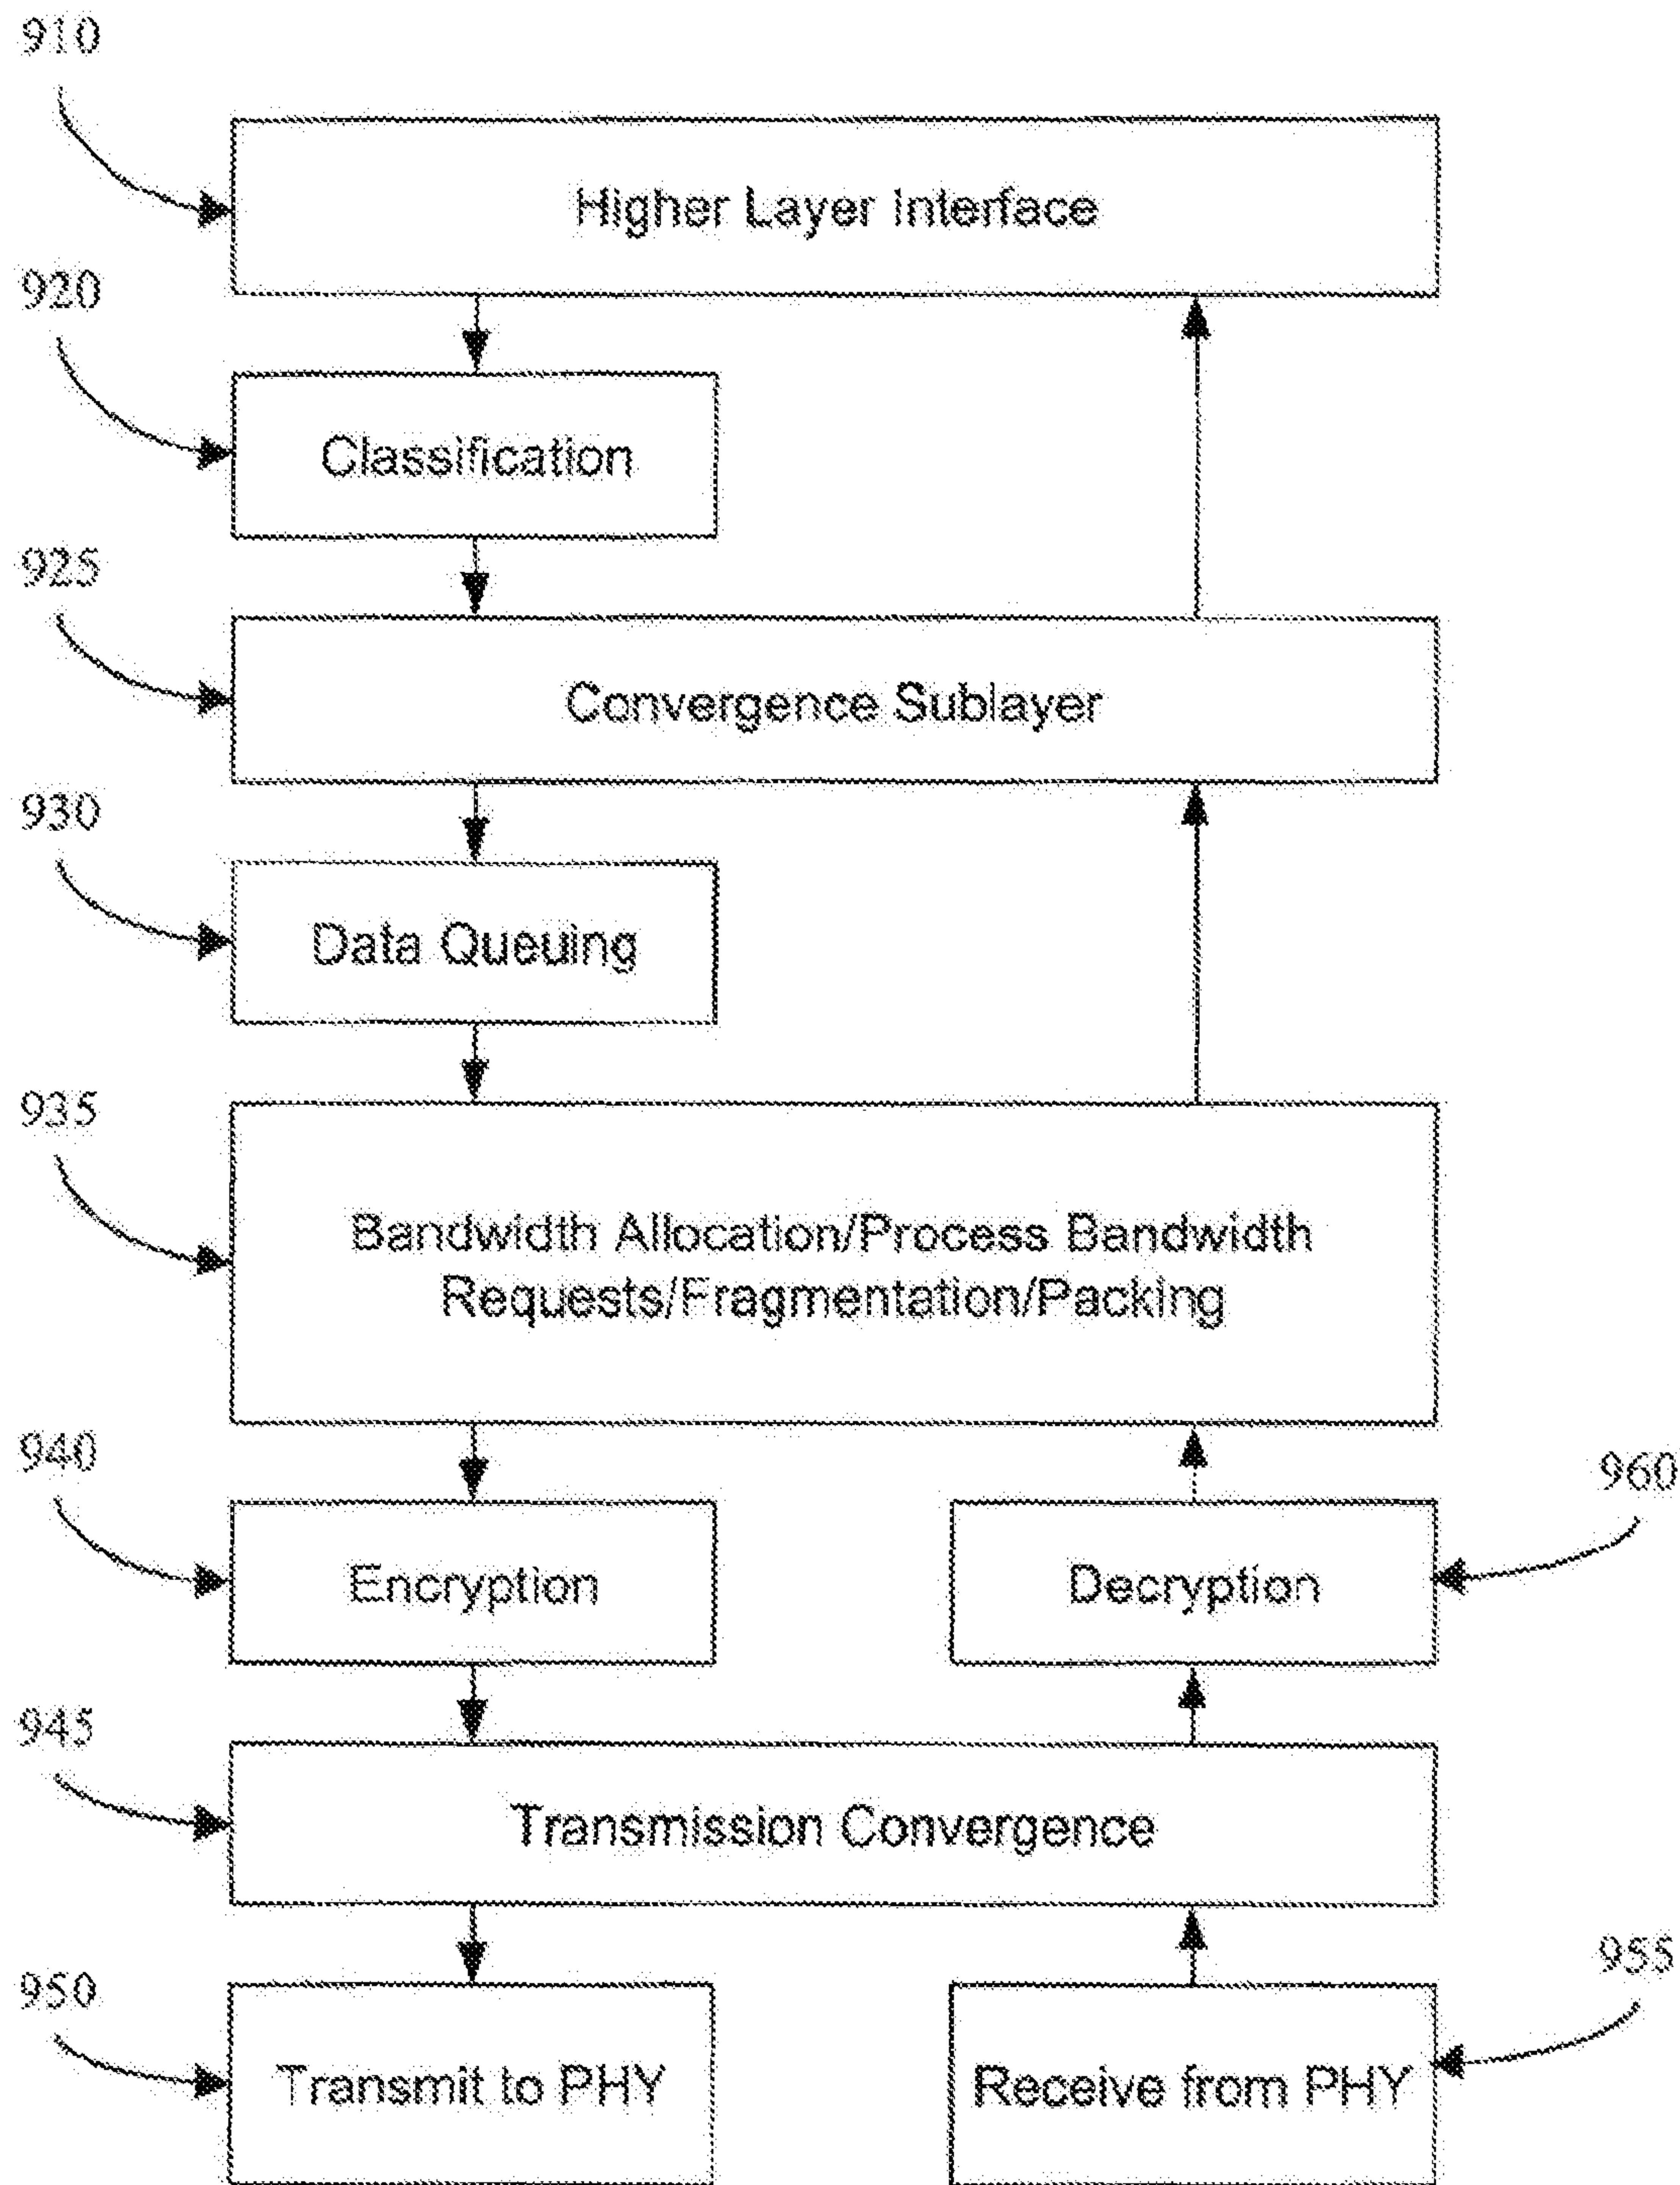 910
Higher Layer Interface
920
Classification
925
Convergence Sublayer
930
Data Queuing
935
Bandwidth Allocation/Process Bandwidth
Requests/Fragmentation/Packing
940
960
Encryption
Decryption
945
Transmission Convergence
950
955
Transmit to PHY
Receive from PHY